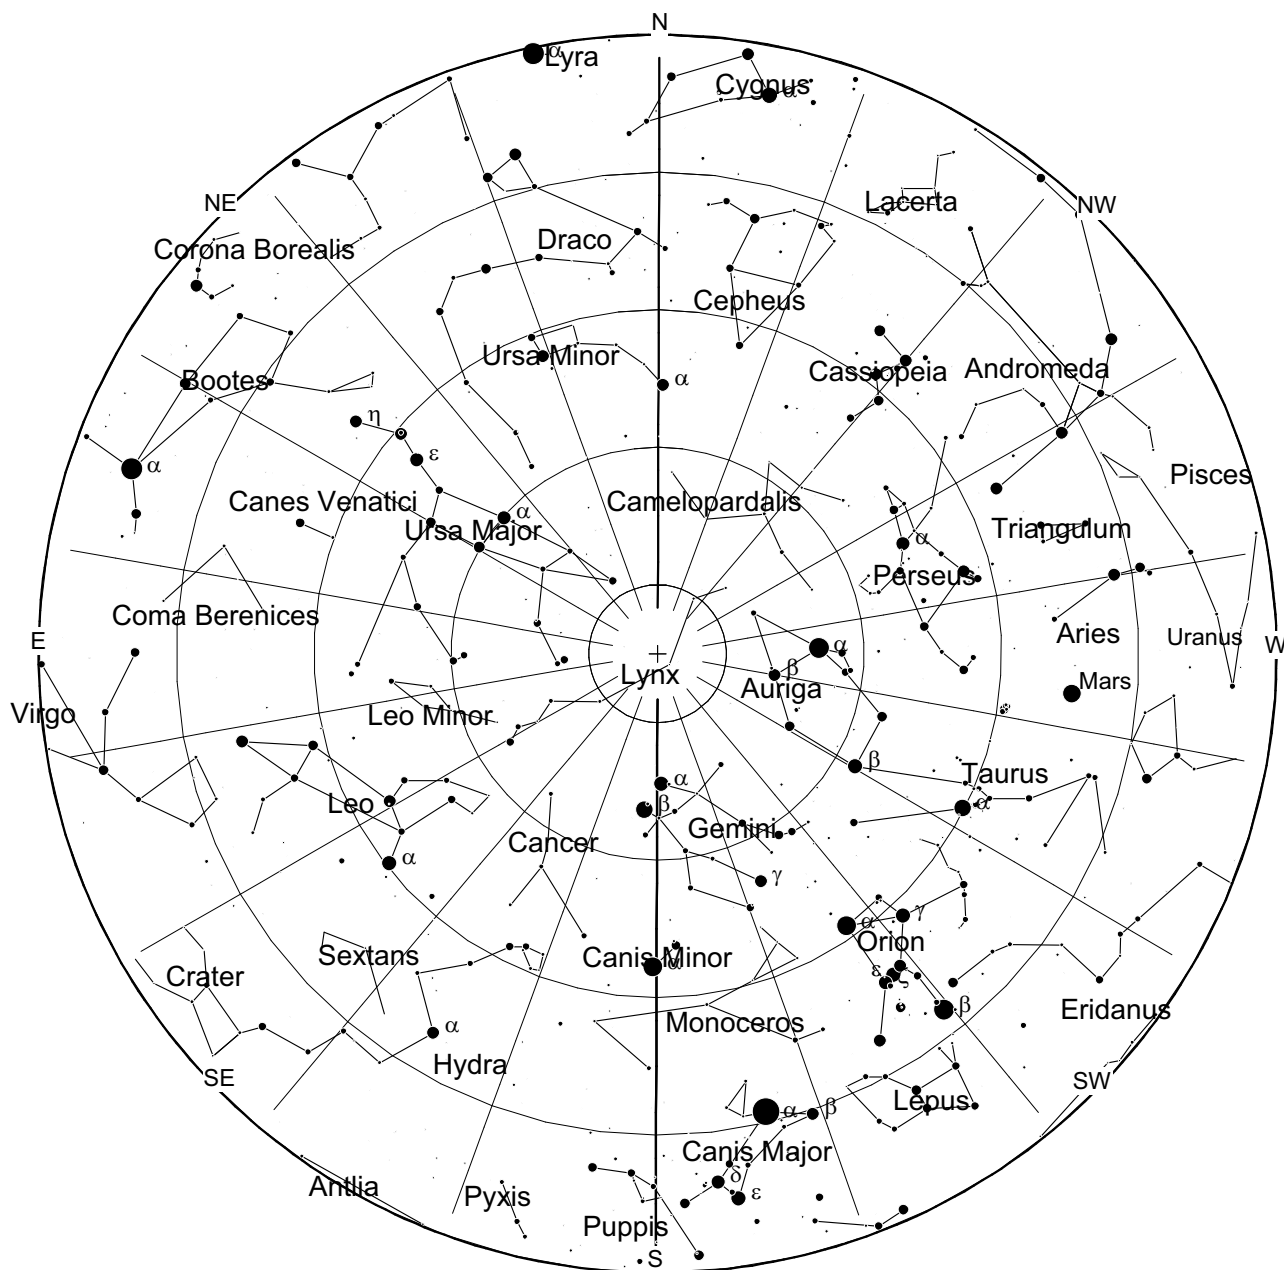 N
α Lyra
Cygnus α
Lacerta
NE
NW
Corona Borealis
Draco
Cepheus
Ursa Minor
Bootes
α
Cassiopeia
Andromeda
η
ε
α
Pisces
Canes Venatici
Camelopardalis
α
Ursa Major
Triangulum
α
Perseus
Coma Berenices
Aries
Uranus
E
W
α
β
Lynx
Auriga
Mars
Virgo
Leo Minor
β
Taurus
α
α
Leo
β
Gemini
Cancer
α
γ
α
γ
Orion
Sextans
Canis Minor
α
Crater
ε
ζ
β
Eridanus
Monoceros
α
Hydra
SE
SW
Lepus
α
β
Canis Major
δ
ε
Antlia
Pyxis
Puppis
S